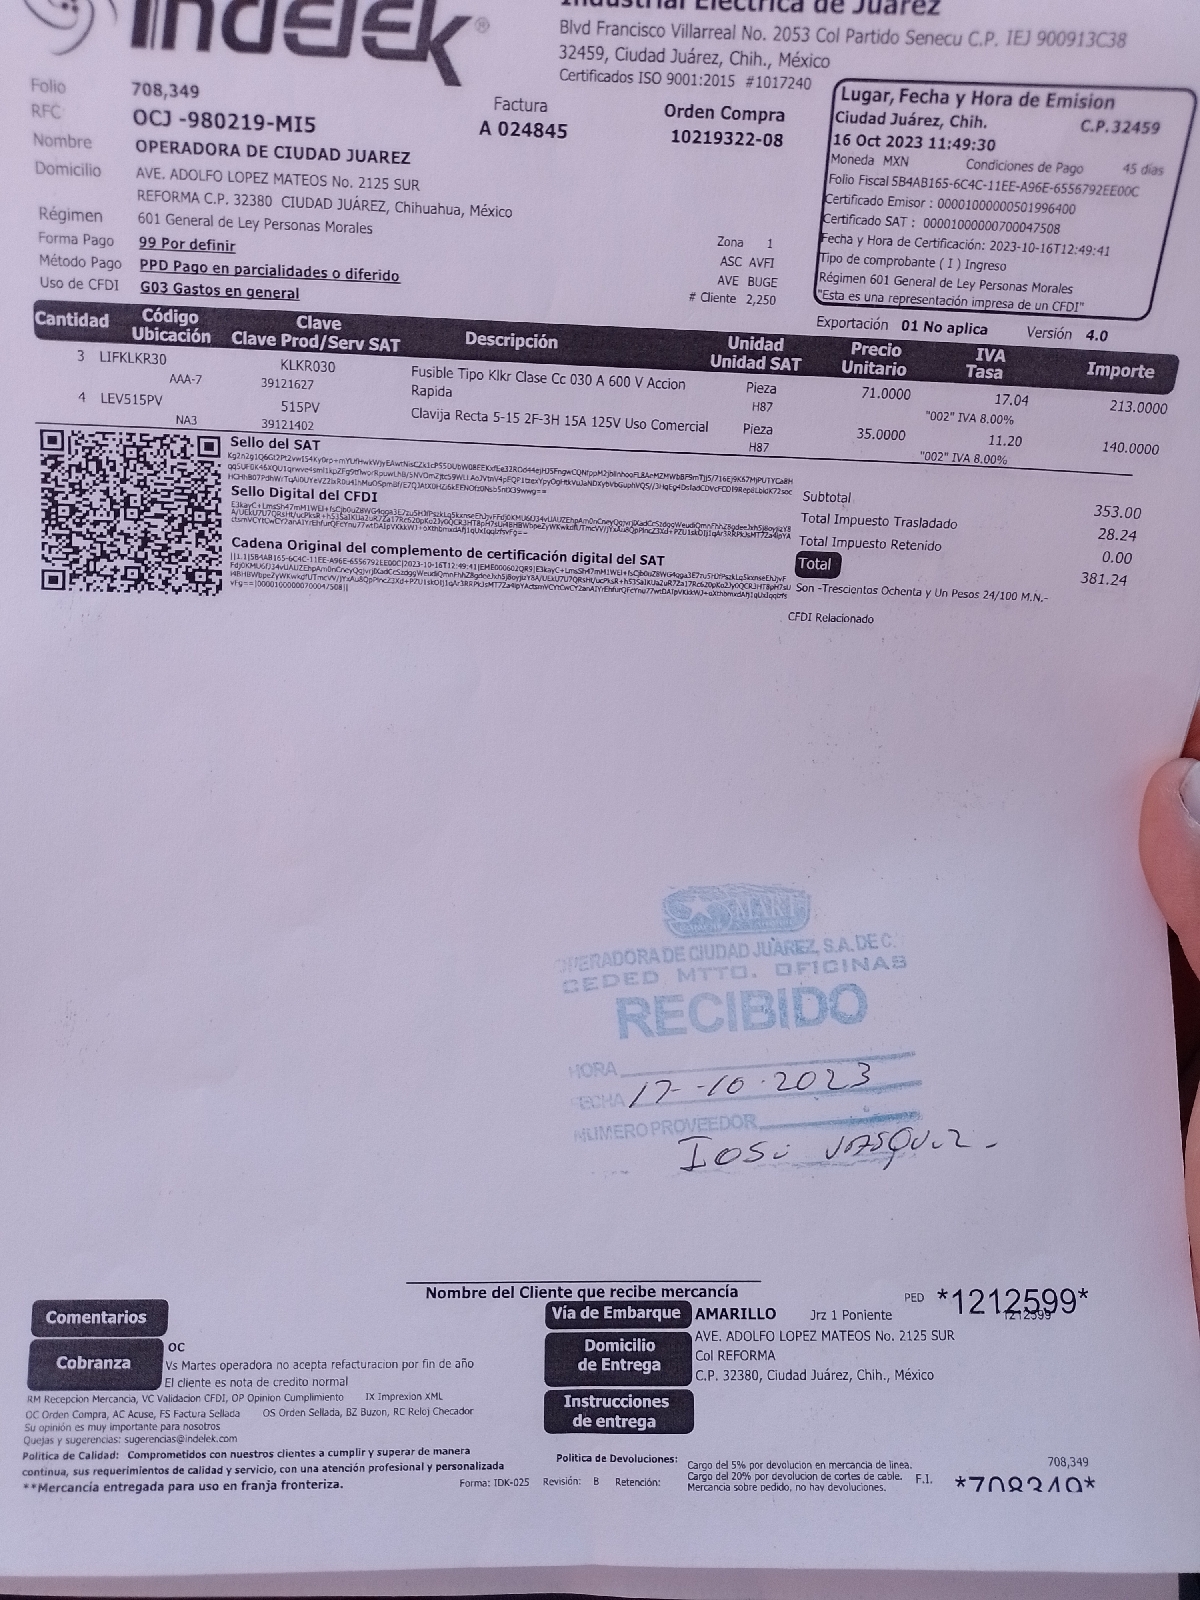 indelek®
Industrial Eléctrica de Juárez
Blvd Francisco Villarreal No. 2053 Col Partido Senecu C.P. IEJ 900913C38
32459, Ciudad Juárez, Chih., México
Certificados ISO 9001:2015 #1017240
Folio 708,349
RFC OCJ -980219-MI5
Factura
A 024845
Orden Compra
10219322-08
Nombre OPERADORA DE CIUDAD JUAREZ
Domicilio AVE. ADOLFO LOPEZ MATEOS No. 2125 SUR
REFORMA C.P. 32380 CIUDAD JUÁREZ, Chihuahua, México
Régimen 601 General de Ley Personas Morales
Forma Pago 99 Por definir
Método Pago PPD Pago en parcialidades o diferido
Uso de CFDI G03 Gastos en general
Zona 1
ASC AVFI
AVE BUGE
# Cliente 2,250
Lugar, Fecha y Hora de Emision
Ciudad Juárez, Chih. C.P.32459
16 Oct 2023 11:49:30
Moneda MXN Condiciones de Pago 45 días
Folio Fiscal 5B4AB165-6C4C-11EE-A96E-6556792EE00C
Certificado Emisor : 00001000000501996400
Certificado SAT : 00001000000700047508
Fecha y Hora de Certificación: 2023-10-16T12:49:41
Tipo de comprobante ( I ) Ingreso
Régimen 601 General de Ley Personas Morales
"Esta es una representación impresa de un CFDI"
Exportación 01 No aplica Versión 4.0
Cantidad Código Ubicación Clave Clave Prod/Serv SAT Descripción Unidad Unidad SAT Precio Unitario IVA Tasa Importe
3 LIFKLKR30 KLKR030 Fusible Tipo Klkr Clase Cc 030 A 600 V Accion Pieza 71.0000 17.04 213.0000
AAA-7 39121627 Rapida H87 "002" IVA 8.00%
4 LEV515PV 515PV Clavija Recta 5-15 2F-3H 15A 125V Uso Comercial Pieza 35.0000 11.20 140.0000
NA3 39121402 H87 "002" IVA 8.00%
Sello del SAT
Sello Digital del CFDI
Cadena Original del complemento de certificación digital del SAT
Subtotal 353.00
Total Impuesto Trasladado 28.24
Total Impuesto Retenido 0.00
Total 381.24
Son -Trescientos Ochenta y Un Pesos 24/100 M.N.-
CFDI Relacionado
MART
OPERADORA DE CIUDAD JUÁREZ, S.A. DE C.
CEDED MTTO. OFICINAS
RECIBIDO
HORA
FECHA 17-10-2023
NUMERO PROVEEDOR
Nombre del Cliente que recibe mercancía
PED *1212599*
1212599
Comentarios
Vía de Embarque AMARILLO Jrz 1 Poniente
Domicilio de Entrega
AVE. ADOLFO LOPEZ MATEOS No. 2125 SUR
Col REFORMA
C.P. 32380, Ciudad Juárez, Chih., México
Instrucciones de entrega
Cobranza
OC
Vs Martes operadora no acepta refacturacion por fin de año
El cliente es nota de credito normal
RM Recepcion Mercancia, VC Validacion CFDI, OP Opinion Cumplimiento IX Imprexion XML
OC Orden Compra, AC Acuse, FS Factura Sellada OS Orden Sellada, BZ Buzon, RC Reloj Checador
Su opinión es muy importante para nosotros
Quejas y sugerencias: sugerencias@indelek.com
Politica de Calidad: Comprometidos con nuestros clientes a cumplir y superar de manera
continua, sus requerimientos de calidad y servicio, con una atención profesional y personalizada
**Mercancia entregada para uso en franja fronteriza.
Forma: IDK-025 Revisión: B Retención:
Politica de Devoluciones:
Cargo del 5% por devolucion en mercancia de linea.
Cargo del 20% por devolucion de cortes de cable.
Mercancia sobre pedido, no hay devoluciones.
708,349
F.I. *708349*